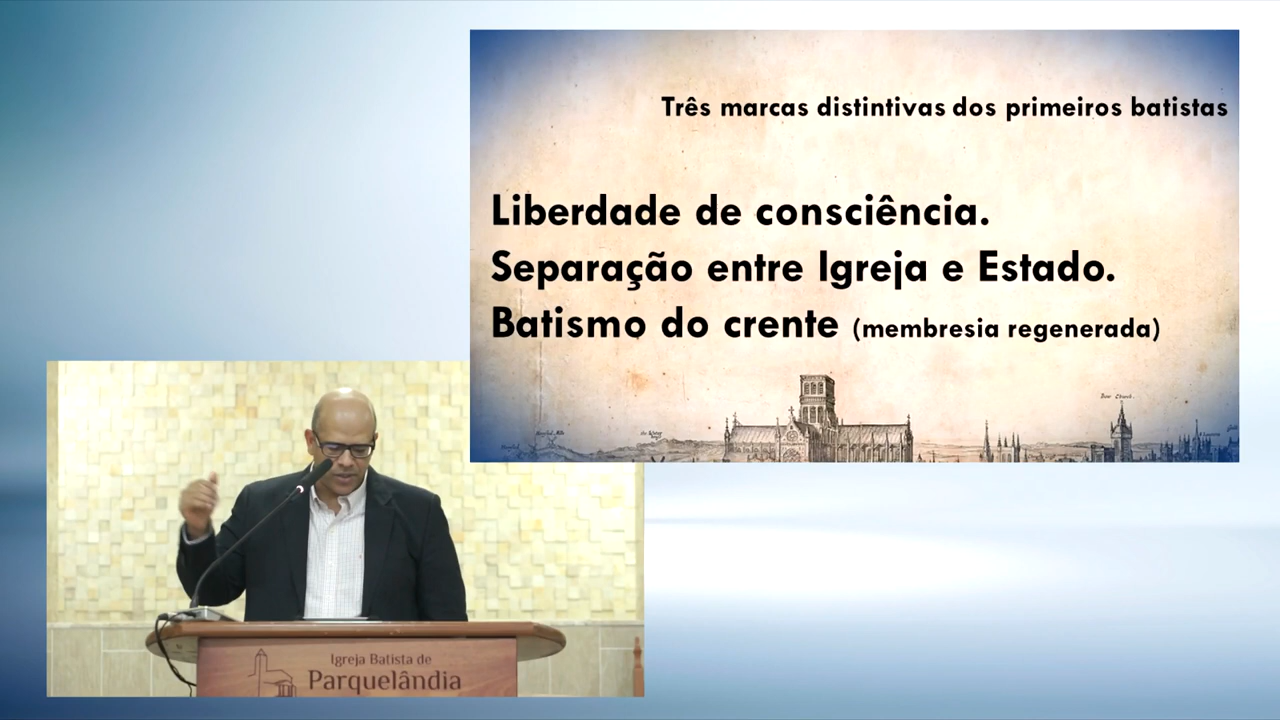 Três marcas distintivas dos primeiros batistas
Liberdade de consciência.
Separação entre Igreja e Estado.
Batismo do crente (membresia regenerada)
Igreja Batista de
Parquelândia